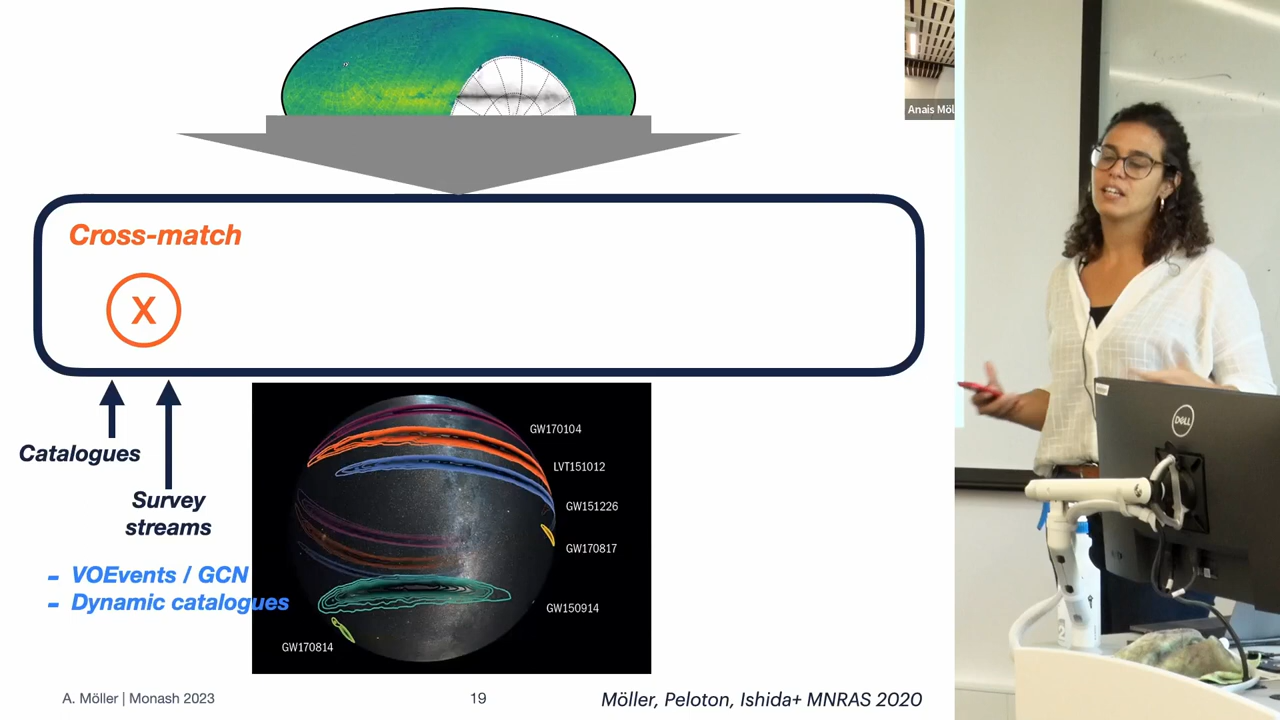 Anais Möl
Cross-match
X
Catalogues
Survey
streams
- VOEvents / GCN
- Dynamic catalogues
GW170104
LVT151012
GW151226
GW170817
GW150914
GW170814
DELL
2
A. Möller | Monash 2023
19
Möller, Peloton, Ishida+ MNRAS 2020